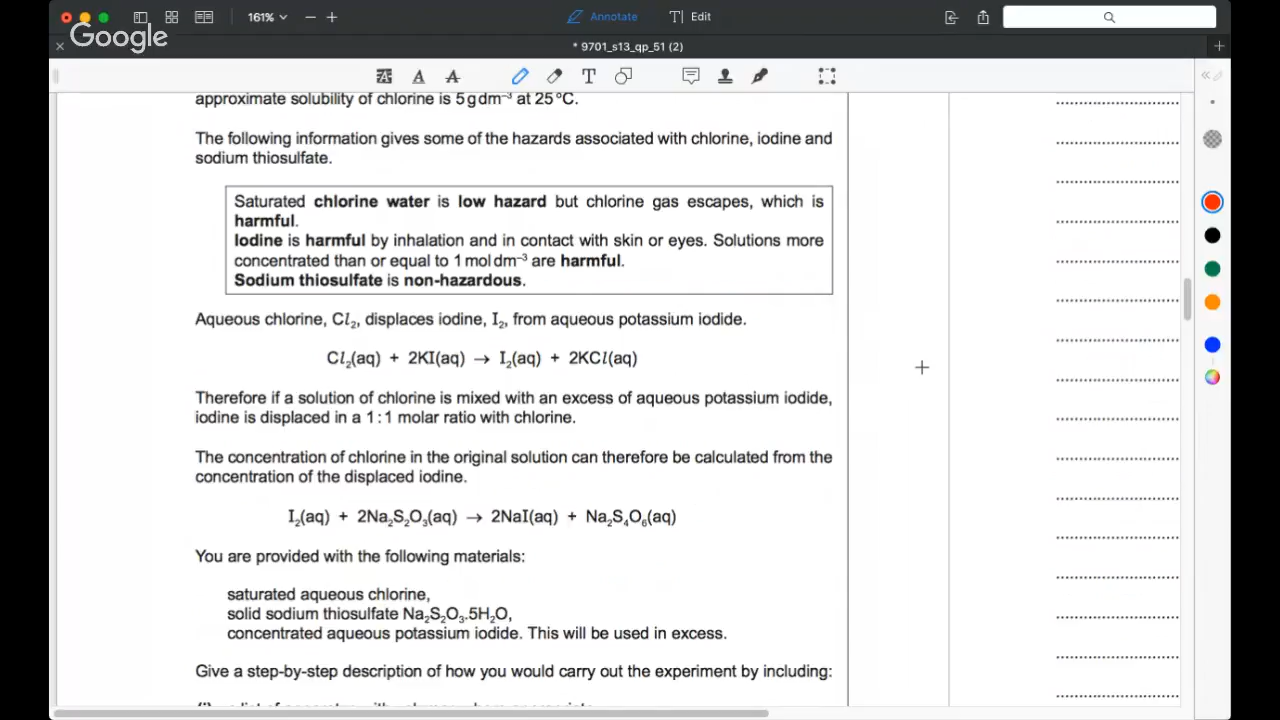 161%
Annotate
T Edit
Google
* 9701_s13_qp_51 (2)
approximate solubility of chlorine is 5 g dm⁻³ at 25 °C.
The following information gives some of the hazards associated with chlorine, iodine and
sodium thiosulfate.
Saturated chlorine water is low hazard but chlorine gas escapes, which is
harmful.
Iodine is harmful by inhalation and in contact with skin or eyes. Solutions more
concentrated than or equal to 1 mol dm⁻³ are harmful.
Sodium thiosulfate is non-hazardous.
Aqueous chlorine, Cl₂, displaces iodine, I₂, from aqueous potassium iodide.
Cl₂(aq) + 2KI(aq) → I₂(aq) + 2KCl(aq)
Therefore if a solution of chlorine is mixed with an excess of aqueous potassium iodide,
iodine is displaced in a 1 : 1 molar ratio with chlorine.
The concentration of chlorine in the original solution can therefore be calculated from the
concentration of the displaced iodine.
I₂(aq) + 2Na₂S₂O₃(aq) → 2NaI(aq) + Na₂S₄O₆(aq)
You are provided with the following materials:
saturated aqueous chlorine,
solid sodium thiosulfate Na₂S₂O₃.5H₂O,
concentrated aqueous potassium iodide. This will be used in excess.
Give a step-by-step description of how you would carry out the experiment by including: